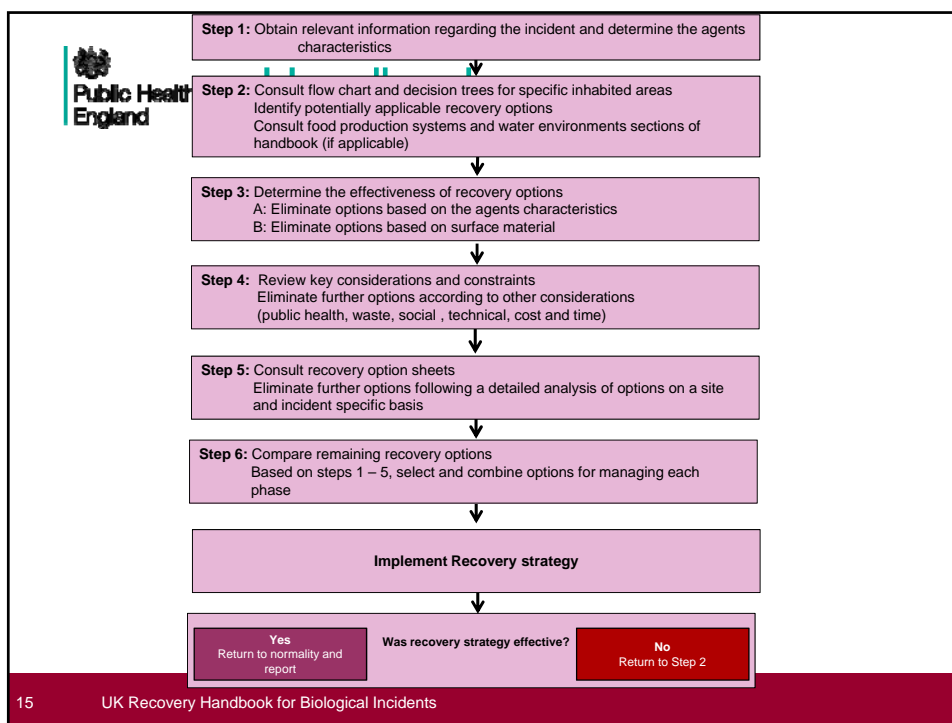 Step 1: Obtain relevant information regarding the incident and determine the agents
characteristics
Public Health
England
Step 2: Consult flow chart and decision trees for specific inhabited areas
Identify potentially applicable recovery options
Consult food production systems and water environments sections of
handbook (if applicable)
Step 3: Determine the effectiveness of recovery options
A: Eliminate options based on the agents characteristics
B: Eliminate options based on surface material
Step 4: Review key considerations and constraints
Eliminate further options according to other considerations
(public health, waste, social , technical, cost and time)
Step 5: Consult recovery option sheets
Eliminate further options following a detailed analysis of options on a site
and incident specific basis
Step 6: Compare remaining recovery options
Based on steps 1 – 5, select and combine options for managing each
phase
Implement Recovery strategy
Was recovery strategy effective?
Yes
Return to normality and
report
No
Return to Step 2
15 UK Recovery Handbook for Biological Incidents